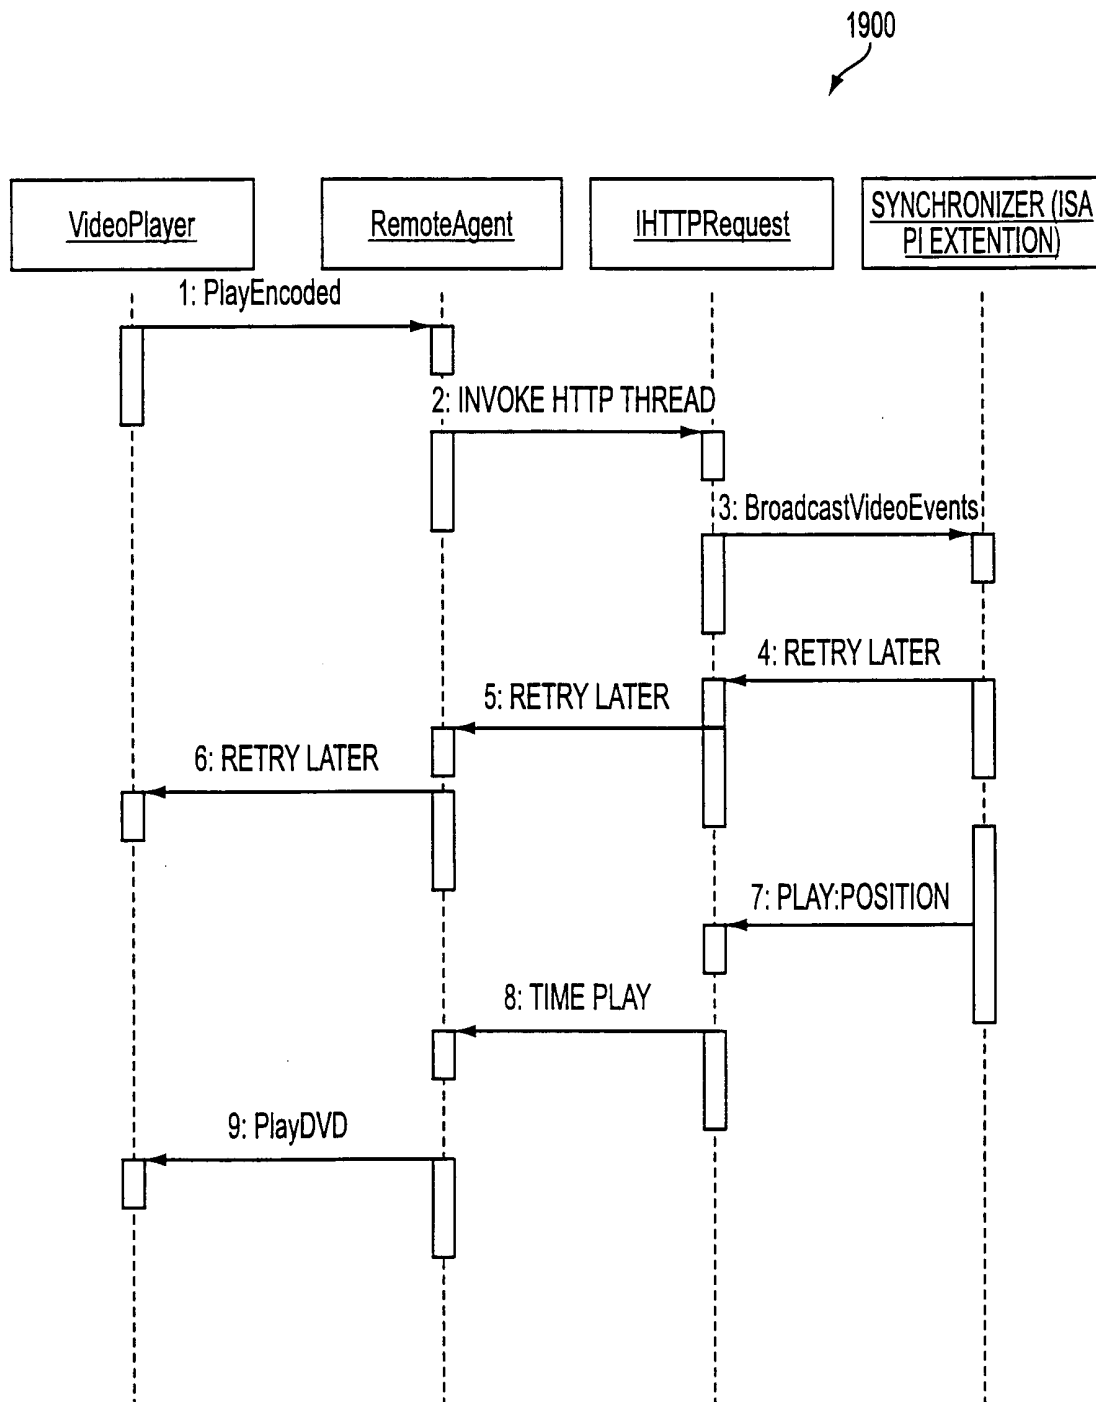 1900
VideoPlayer
RemoteAgent
IHTTPRequest
SYNCHRONIZER (ISA
PI EXTENTION)
1: PlayEncoded
2: INVOKE HTTP THREAD
3: BroadcastVideoEvents
4: RETRY LATER
5: RETRY LATER
6: RETRY LATER
7: PLAY:POSITION
8: TIME PLAY
9: PlayDVD